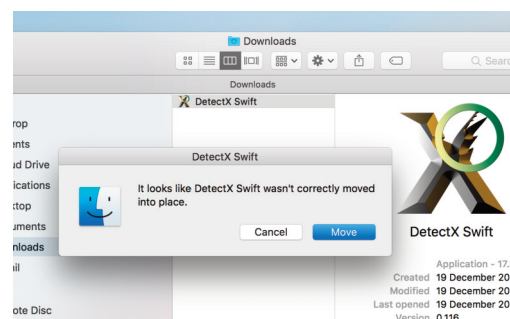 Downloads
Searc
Downloads
DetectX Swift
rop
ents
ud Drive
ications
ktop
uments
nloads
il
ote Disc
DetectX Swift
It looks like DetectX Swift wasn't correctly moved
into place.
Cancel
Move
DetectX Swift
Application - 17.
Created 19 December 20
Modified 19 December 20
Last opened 19 December 20
Version 0.116